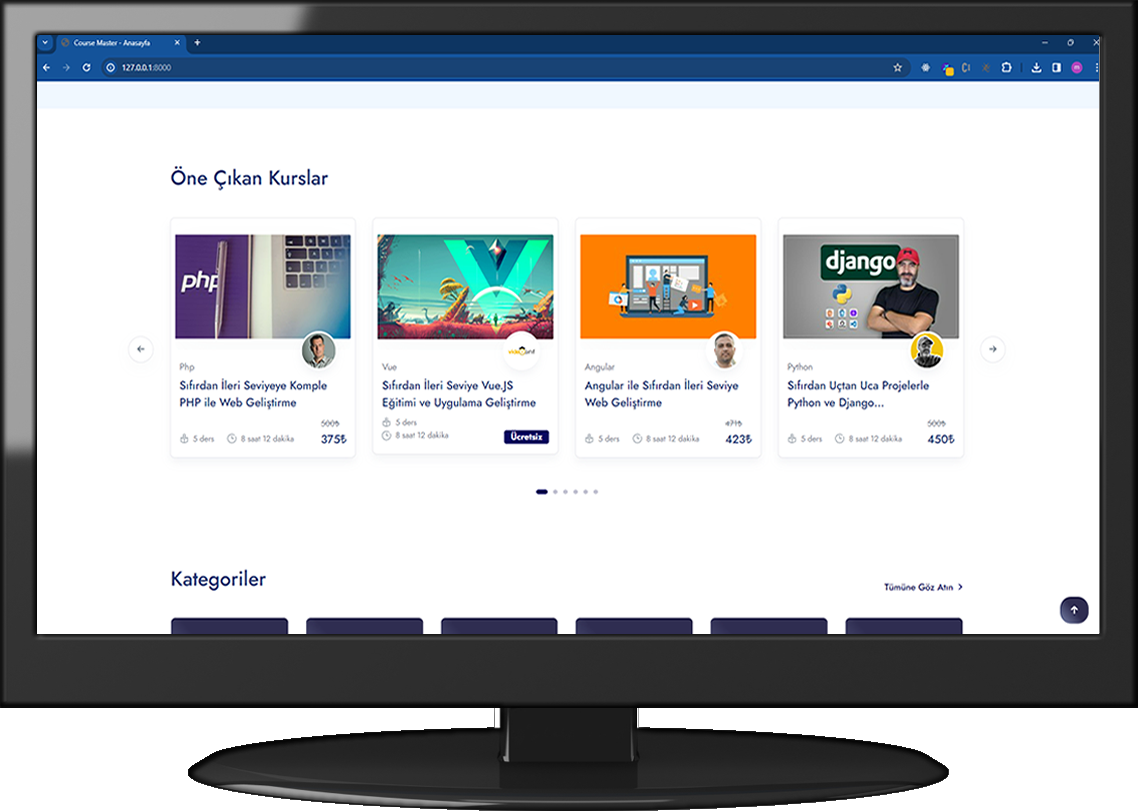 Course Master - Anasayfa
127.0.0.1:8000
Öne Çıkan Kurslar
php
Php
Sıfırdan İleri Seviyeye Komple
PHP ile Web Geliştirme
500₺
5 ders
8 saat 12 dakika
375₺
Vue
Sıfırdan İleri Seviye Vue.JS
Eğitimi ve Uygulama Geliştirme
5 ders
8 saat 12 dakika
Ücretsiz
Angular
Angular ile Sıfırdan İleri Seviye
Web Geliştirme
471₺
5 ders
8 saat 12 dakika
423₺
django
Python
Sıfırdan Uçtan Uca Projelerle
Python ve Django...
500₺
5 ders
8 saat 12 dakika
450₺
Kategoriler
Tümüne Göz Atın